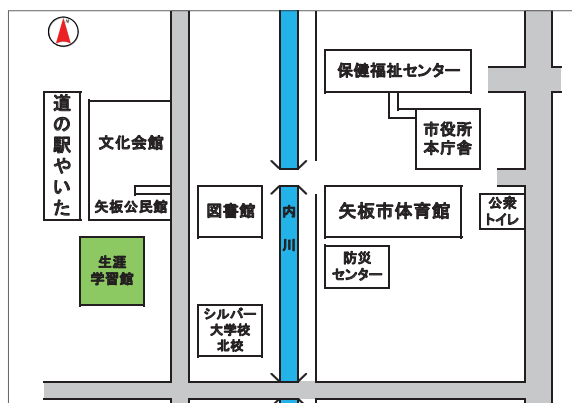 保健福祉センター
道の駅やいた
文化会館
市役所
本庁舎
矢板公民館
図書館
内川
矢板市体育館
公衆
トイレ
生涯
学習館
防災
センター
シルバー
大学校
北校